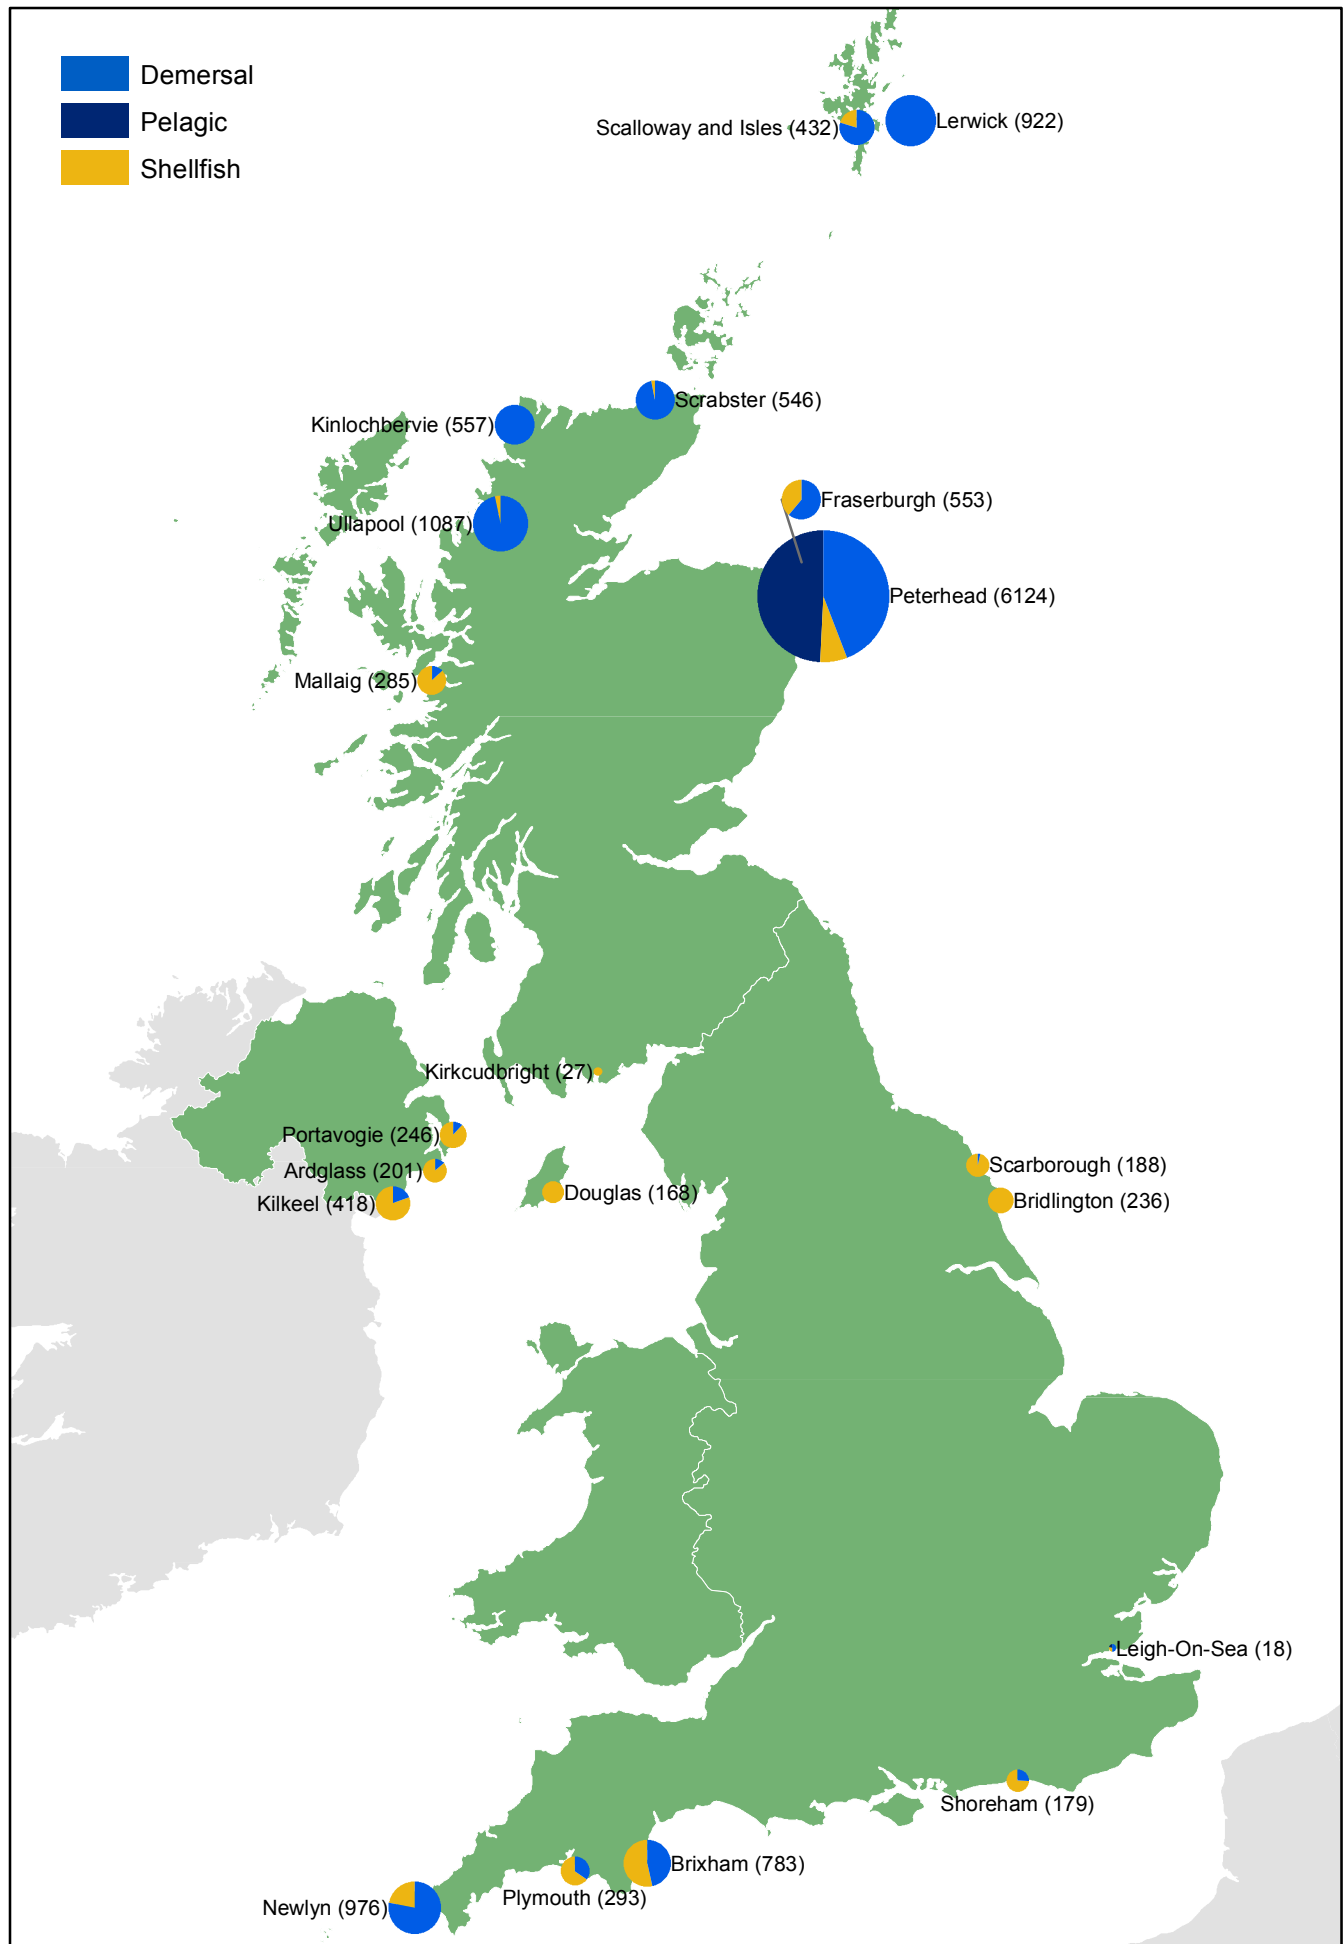 Demersal
Pelagic
Shellfish
Scalloway and Isles (432)
Lerwick (922)
Scrabster (546)
Kinlochbervie (557)
Fraserburgh (553)
Ullapool (1087)
Peterhead (6124)
Mallaig (285)
Kirkcudbright (27)
Portavogie (246)
Scarborough (188)
Ardglass (201)
Douglas (168)
Bridlington (236)
Kilkeel (418)
Leigh-On-Sea (18)
Shoreham (179)
Brixham (783)
Plymouth (293)
Newlyn (976)